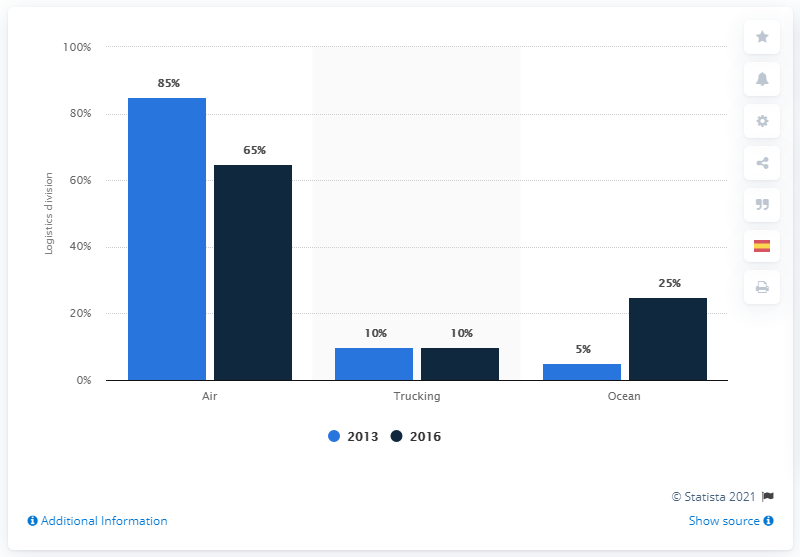 100%
80%
60%
40%
20%
0%
Logistics division
85%
65%
10%
10%
5%
25%
Air
Trucking
Ocean
2013
2016
© Statista 2021
Additional Information
Show source